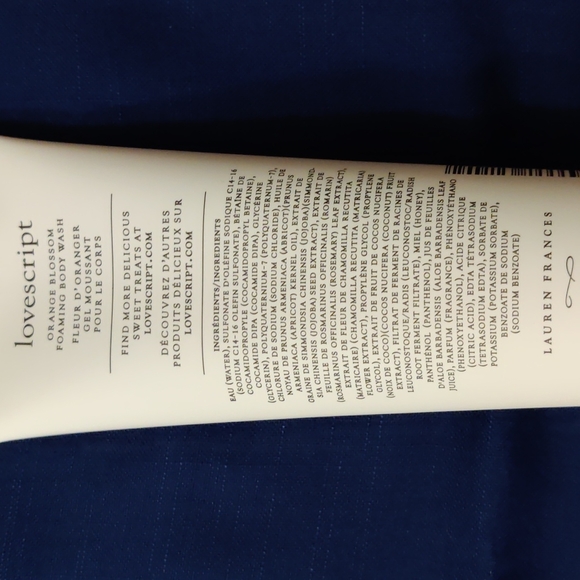 lovescript
ORANGE BLOSSOM
FOAMING BODY WASH
FLEUR D'ORANGER
GEL MOUSSANT
POUR LE CORPS
FIND MORE DELICIOUS
SWEET TREATS AT
LOVESCRIPT.COM
DÉCOUVREZ D'AUTRES
PRODUITS DÉLICIEUX SUR
LOVESCRIPT.COM
INGRÉDIENTS/INGREDIENTS
EAU (WATER), SULFONATE D'OLÉFINE SODIQUE C14-16
(SODIUM C14-16 OLEFIN SULFONATE), BÉTAINE DE
COCAMIDOPROPYLE (COCAMIDOPROPYL BETAINE),
COCAMIDE DIPA (COCAMIDE DIPA), GLYCÉRINE
(GLYCERIN), POLYQUATERNIUM-7 (POLYQUATERNIUM-7),
CHLORURE DE SODIUM (SODIUM CHLORIDE), HUILE DE
NOYAU DE PRUNUS ARMENIACA (ABRICOT)(PRUNUS
ARMENIACA (APRICOT) KERNEL OIL), EXTRAIT DE
GRAINE DE SIMMONDSIA CHINENSIS (JOJOBA)(SIMMOND
SIA CHINENSIS (JOJOBA) SEED EXTRACT), EXTRAIT DE
FEUILLE DE ROSMARINUS OFFICINALIS (ROMARIN)
(ROSMARINUS OFFICINALIS (ROSEMARY) LEAF EXTRACT),
EXTRAIT DE FLEUR DE CHAMOMILLA RECUTITA
(MATRICAIRE) (CHAMOMILLA RECUTITA (MATRICARIA)
FLOWER EXTRACT), PROPYLÈNE GLYCOL (PROPYLENE
GLYCOL), EXTRAIT DE FRUIT DE COCOS NUCIFERA
(NOIX DE COCO)(COCOS NUCIFERA (COCONUT) FRUIT
EXTRACT), FILTRAT DE FERMENT DE RACINES DE
LEUCONOSTOQUE/RADIS (LEUCONOSTOC/RADISH
ROOT FERMENT FILTRATE), MIEL (HONEY),
PANTHÉNOL (PANTHENOL), JUS DE FEUILLES
D'ALOE BARBADENSIS (ALOE BARBADENSIS LEAF
JUICE), PARFUM (FRAGRANCE), PHÉNOXYÉTHANO
(PHENOXYETHANOL), ACIDE CITRIQUE
(CITRIC ACID), EDTA TÉTRASODIUM
(TETRASODIUM EDTA), SORBATE DE
POTASSIUM (POTASSIUM SORBATE),
BENZOATE DE SODIUM
(SODIUM BENZOATE)
LAUREN FRANCES